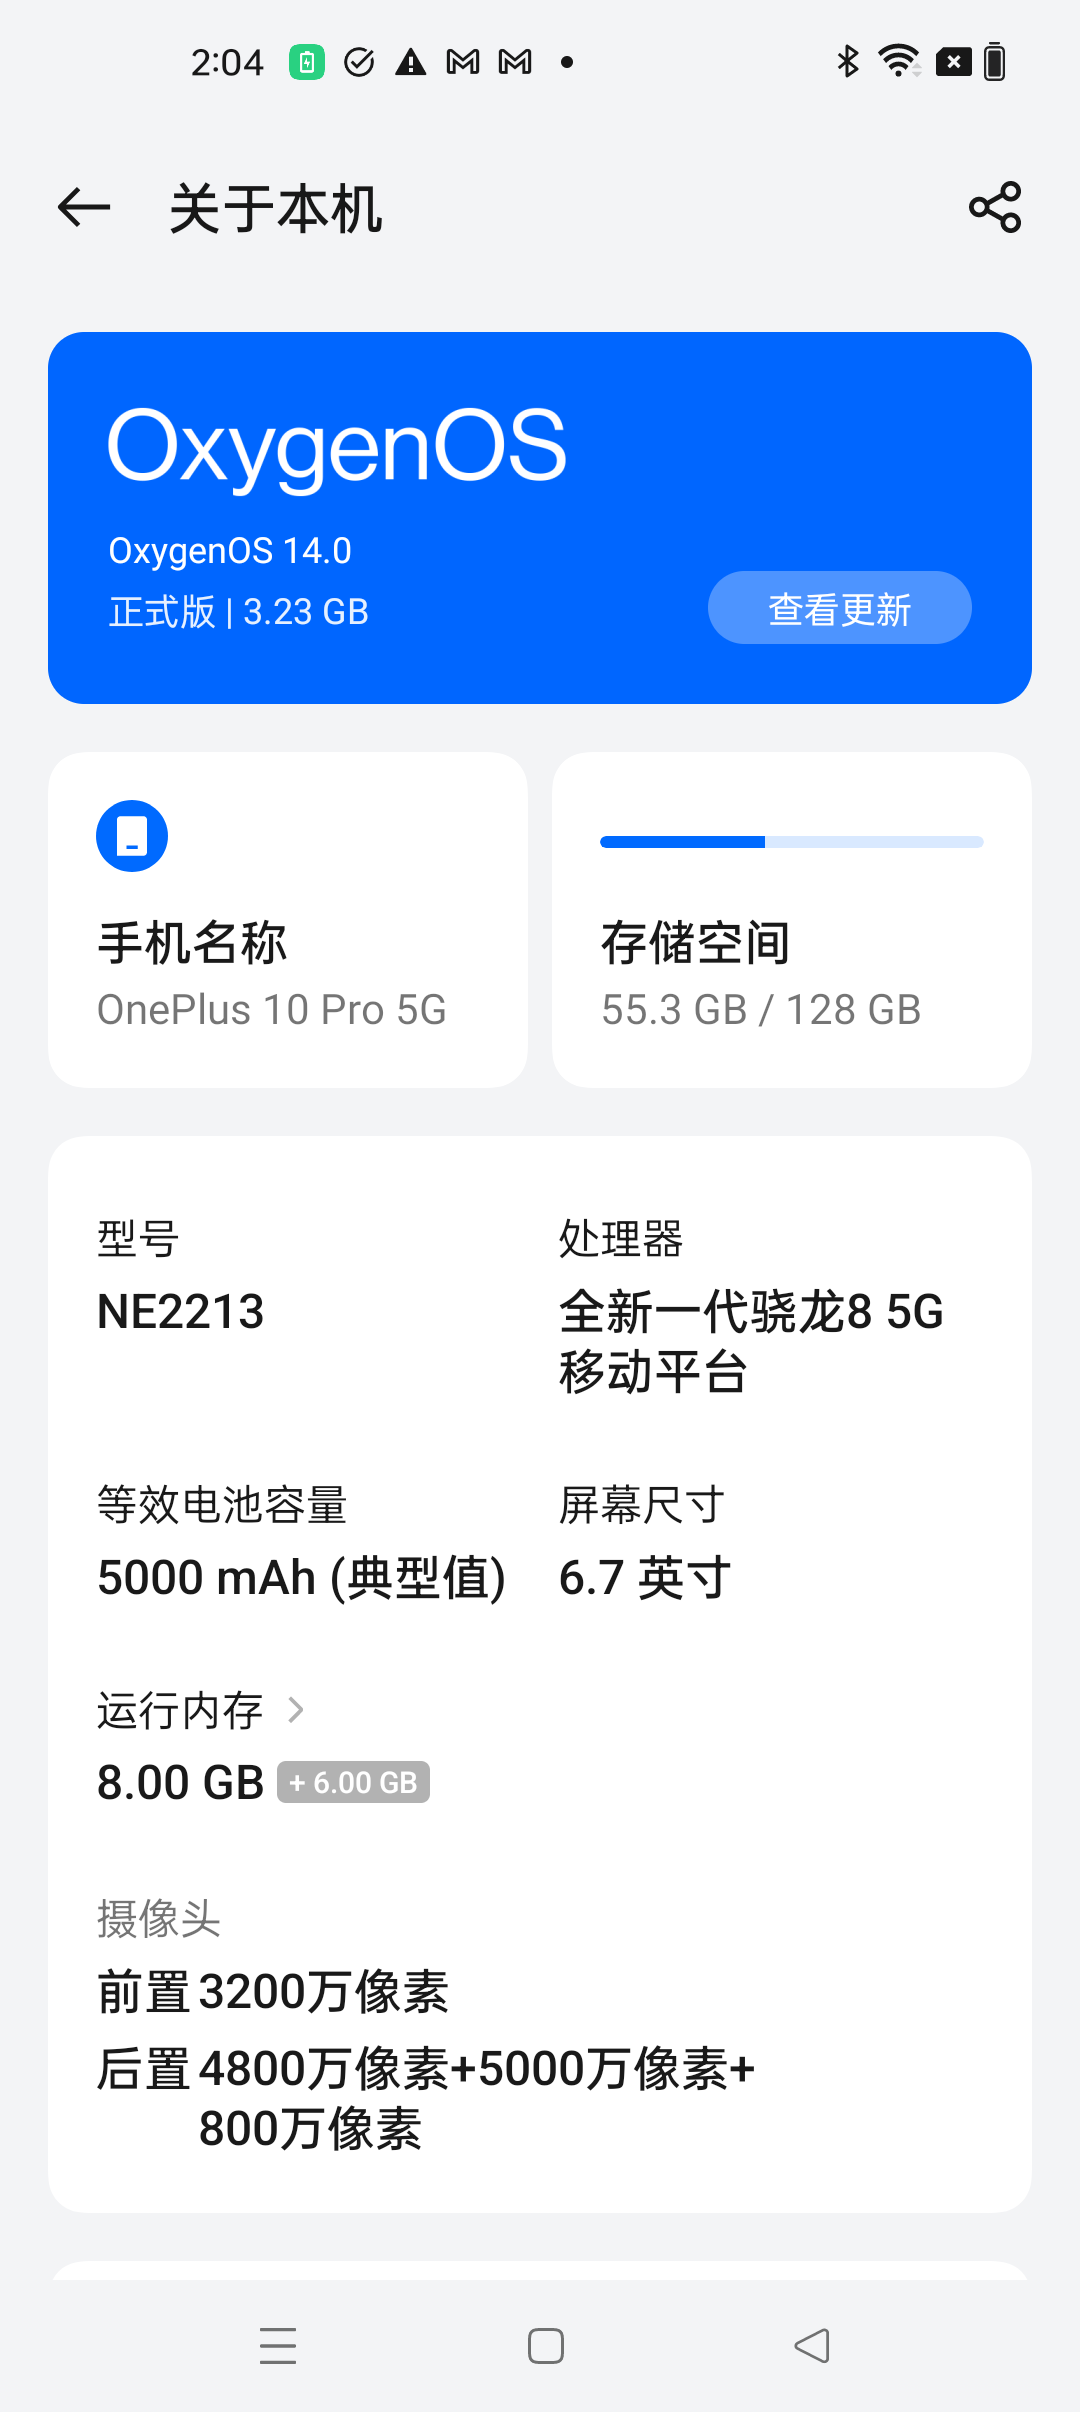 2:04
关于本机
OxygenOS
OxygenOS 14.0
正式版 | 3.23 GB
查看更新
手机名称
OnePlus 10 Pro 5G
存储空间
55.3 GB / 128 GB
型号
NE2213
处理器
全新一代骁龙8 5G
移动平台
等效电池容量
5000 mAh (典型值)
屏幕尺寸
6.7 英寸
运行内存
8.00 GB + 6.00 GB
摄像头
前置 3200万像素
后置 4800万像素+5000万像素+
800万像素